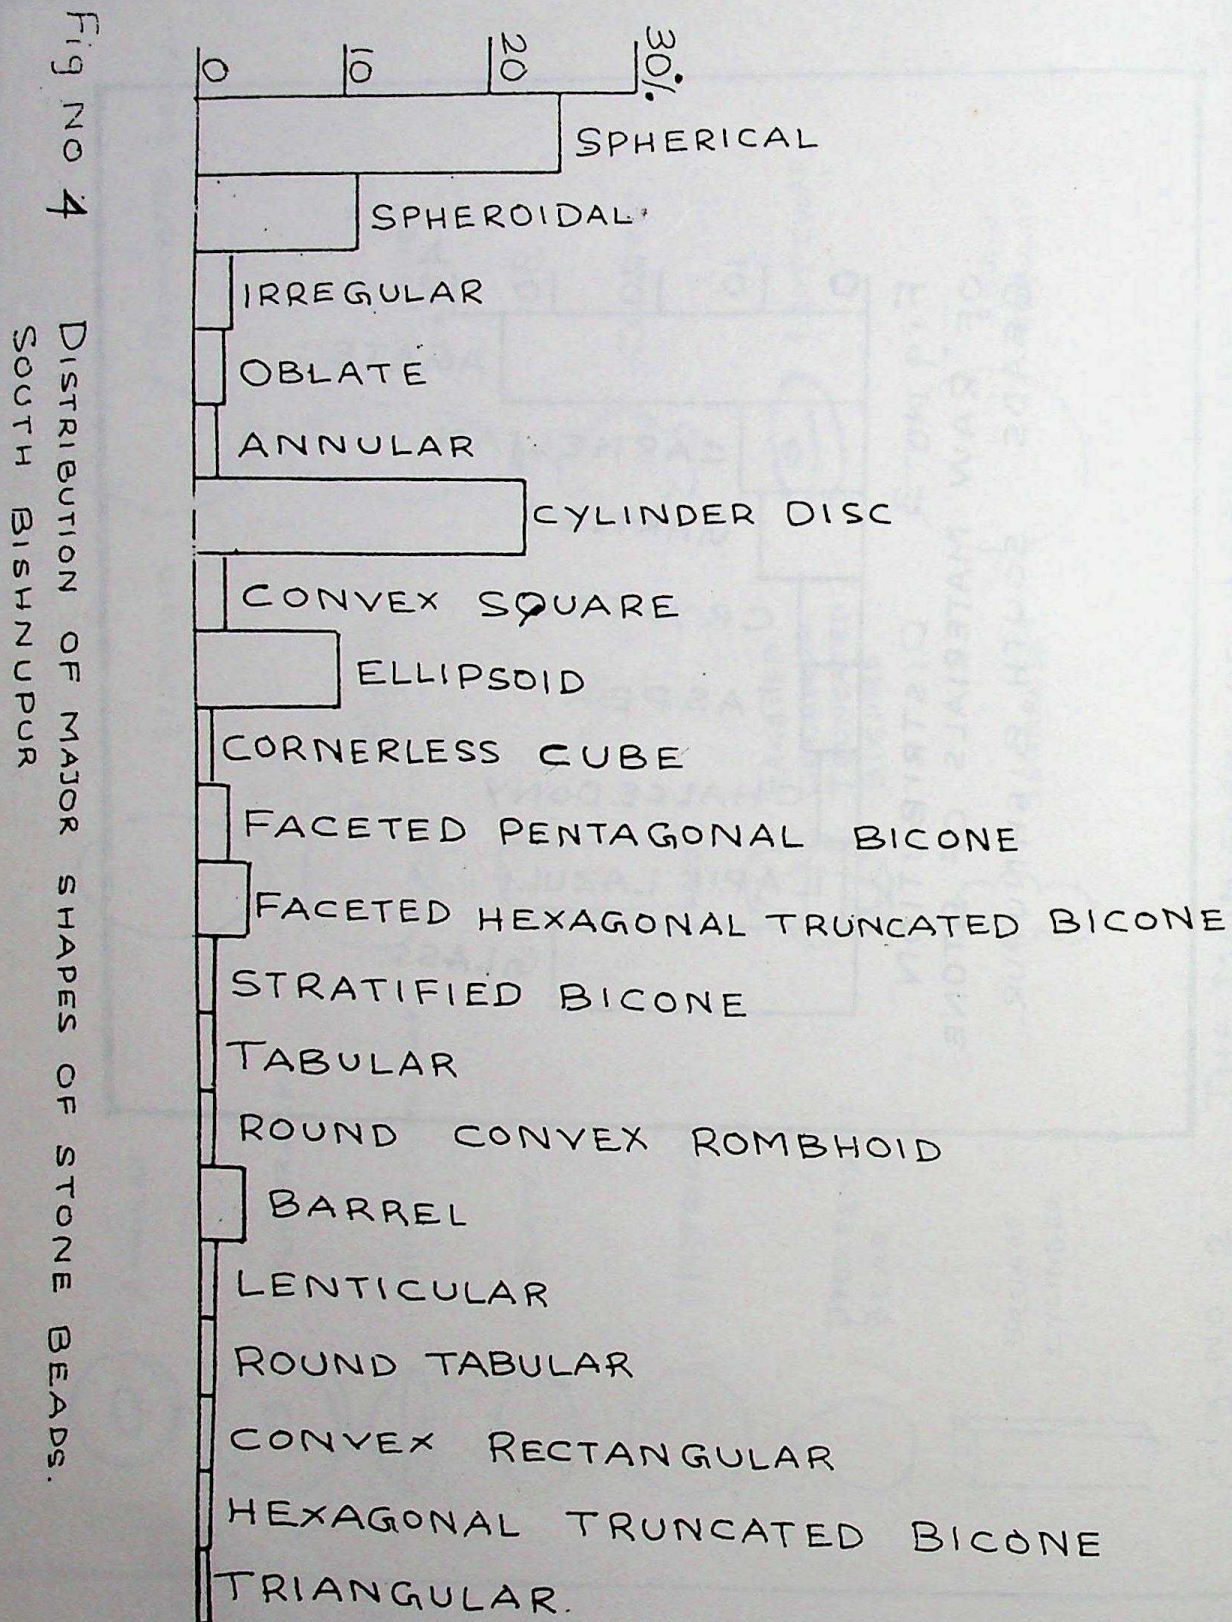 0
10
20
30%
SPHERICAL
SPHEROIDAL
IRREGULAR
OBLATE
ANNULAR
CYLINDER DISC
CONVEX SQUARE
ELLIPSOID
CORNERLESS CUBE
FACETED PENTAGONAL BICONE
FACETED HEXAGONAL TRUNCATED BICONE
STRATIFIED BICONE
TABULAR
ROUND CONVEX ROMBHOID
BARREL
LENTICULAR
ROUND TABULAR
CONVEX RECTANGULAR
HEXAGONAL TRUNCATED BICONE
TRIANGULAR.
Fig NO 4 DISTRIBUTION OF MAJOR SHAPES OF STONE BEADS.
SOUTH BISHNUPUR